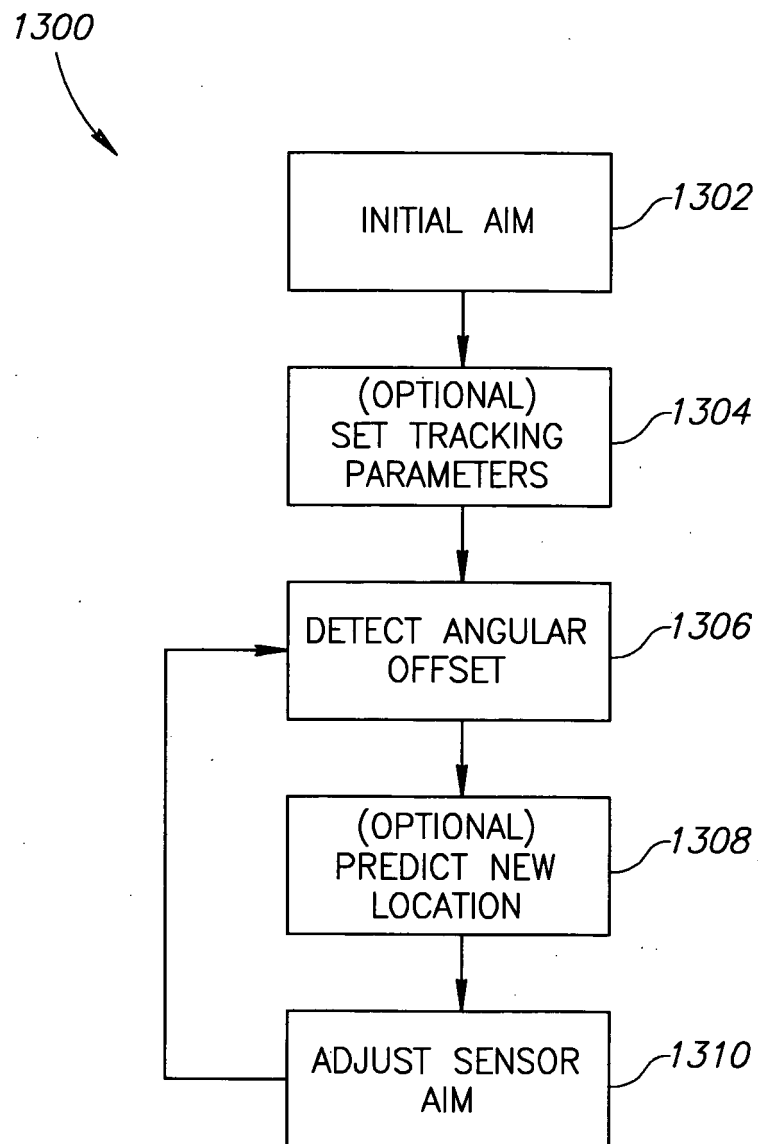 1300
INITIAL AIM
1302
(OPTIONAL)
SET TRACKING
PARAMETERS
1304
DETECT ANGULAR
OFFSET
1306
(OPTIONAL)
PREDICT NEW
LOCATION
1308
ADJUST SENSOR
AIM
1310